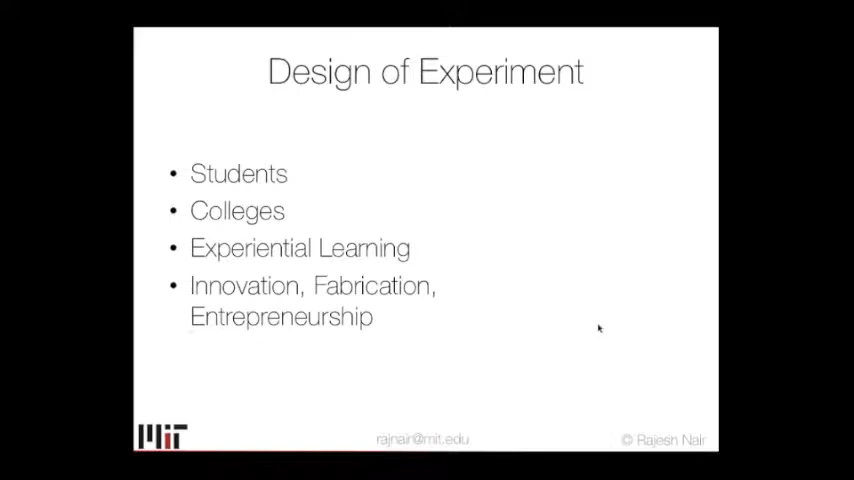 Design of Experiment
• Students
• Colleges
• Experiential Learning
• Innovation, Fabrication,
Entrepreneurship
MIT
rajnair@mit.edu
© Rajesh Nair